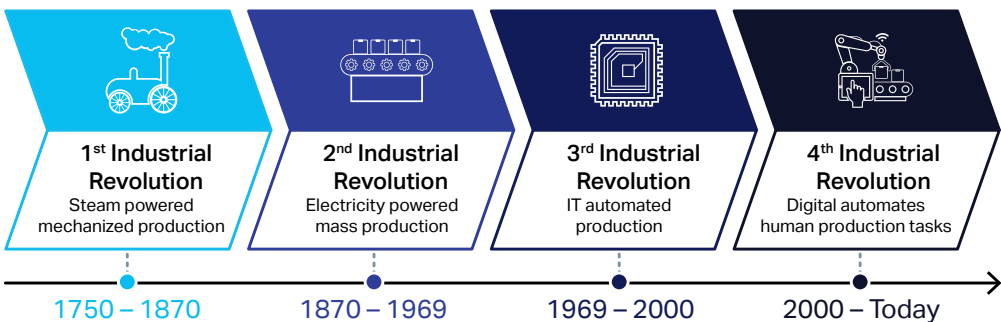 1st Industrial
Revolution
Steam powered
mechanized production
2nd Industrial
Revolution
Electricity powered
mass production
3rd Industrial
Revolution
IT automated
production
4th Industrial
Revolution
Digital automates
human production tasks
1750 – 1870
1870 – 1969
1969 – 2000
2000 – Today